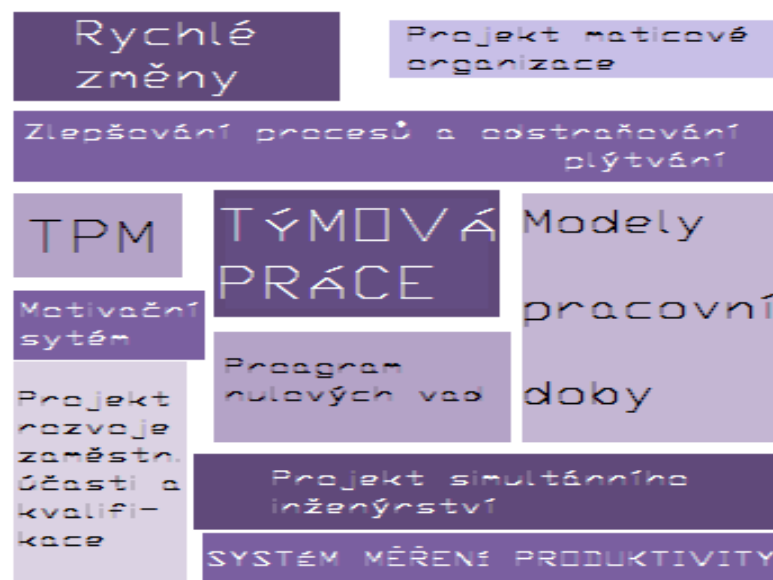 Rychlé
změny
Projekt maticové
organizace
Zlepšování procesů a odstraňování
plýtvání
TPM
TÝMOVÁ
PRÁCE
Modely
pracovní
doby
Motivační
sytém
Proagram
nulových vad
Projekt
rozvoje
zaměstn.
účasti a
kvalifi-
kace
Projekt simultánního
inženýrství
SYSTÉM MĚŘENÍ PRODUKTIVITY